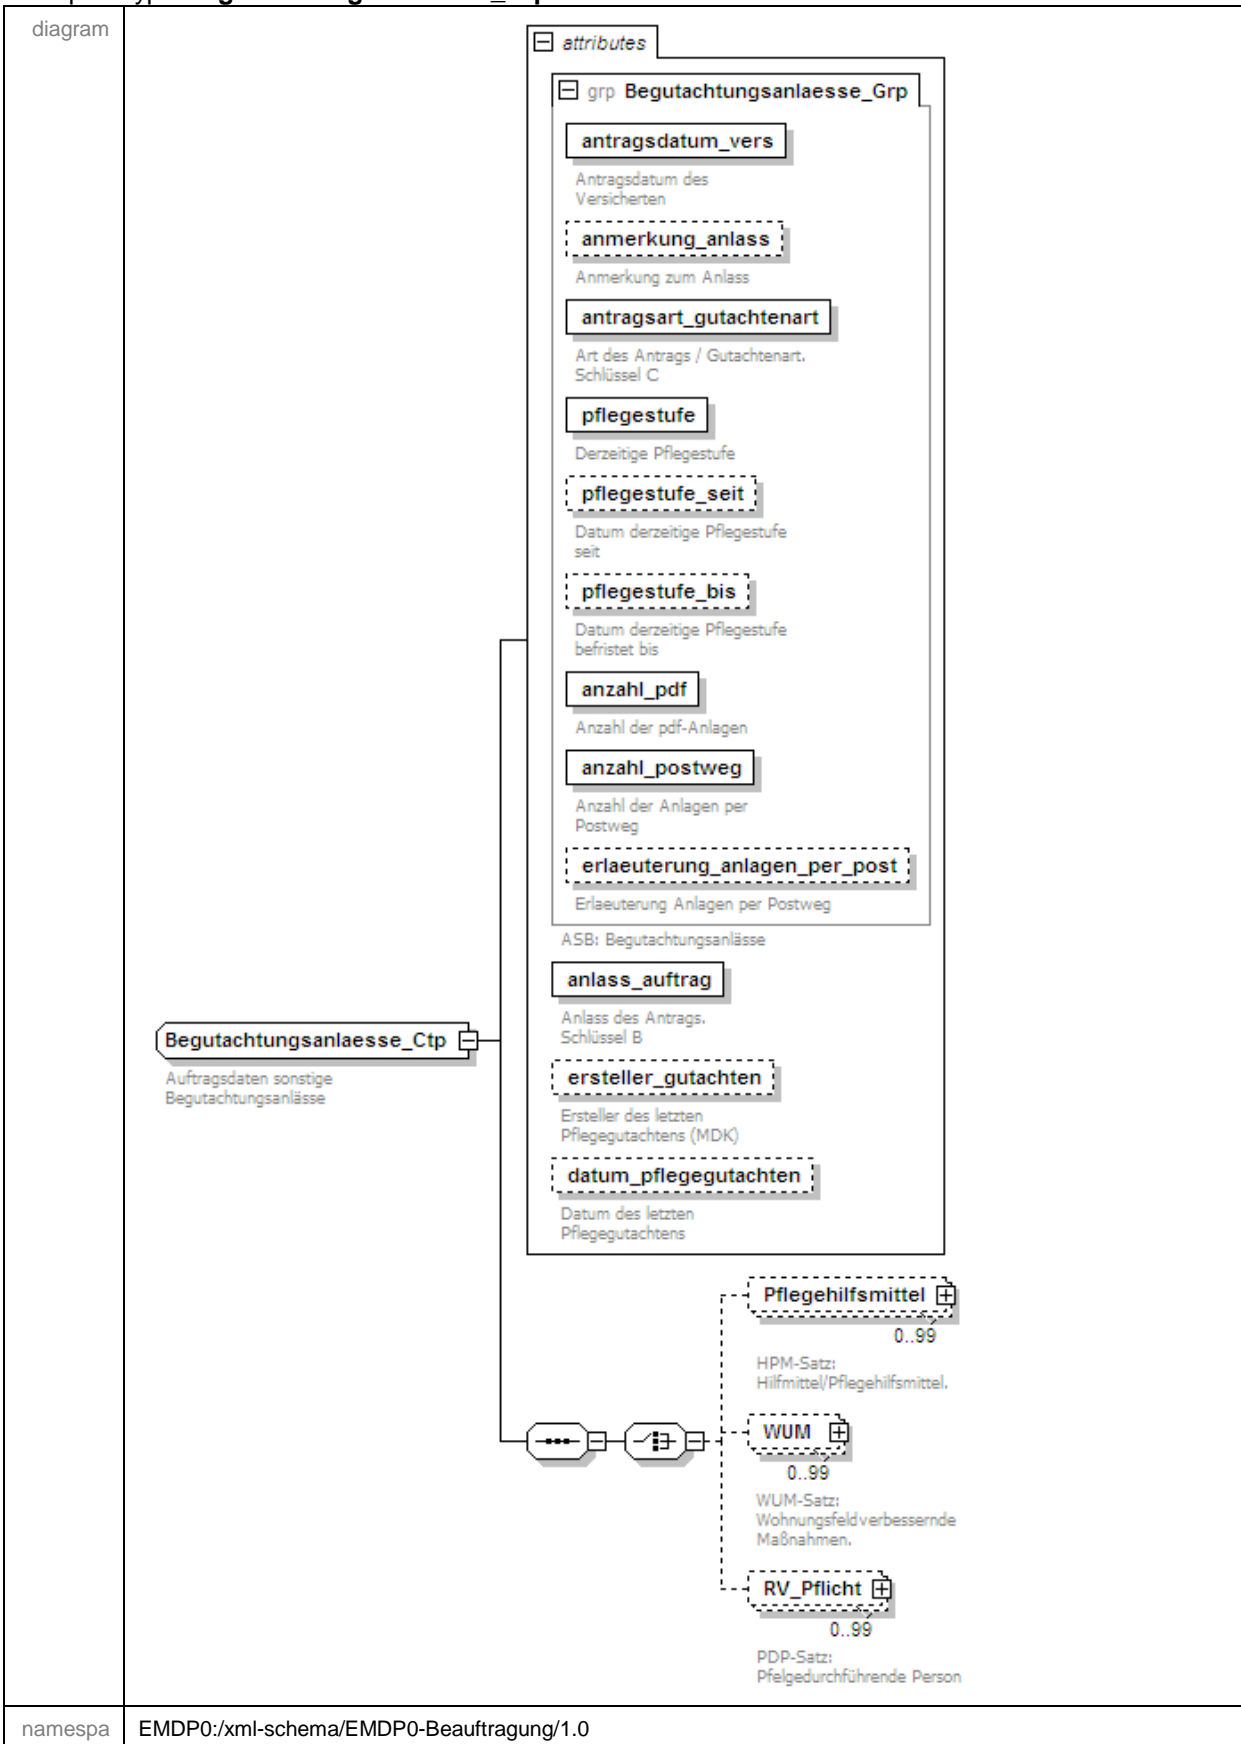 diagram
attributes
grp Begutachtungsanlaesse_Grp
antragsdatum_vers
Antragsdatum des
Versicherten
anmerkung_anlass
Anmerkung zum Anlass
antragsart_gutachtenart
Art des Antrags / Gutachtenart.
Schlüssel C
pflegestufe
Derzeitige Pflegestufe
pflegestufe_seit
Datum derzeitige Pflegestufe
seit
pflegestufe_bis
Datum derzeitige Pflegestufe
befristet bis
anzahl_pdf
Anzahl der pdf-Anlagen
anzahl_postweg
Anzahl der Anlagen per
Postweg
erlaeuterung_anlagen_per_post
Erlaeuterung Anlagen per Postweg
ASB: Begutachtungsanlässe
anlass_auftrag
Anlass des Antrags.
Schlüssel B
Begutachtungsanlaesse_Ctp
Auftragsdaten sonstige
Begutachtungsanlässe
ersteller_gutachten
Ersteller des letzten
Pflegegutachtens (MDK)
datum_pflegegutachten
Datum des letzten
Pflegegutachtens
Pflegehilfsmittel
0..99
HPM-Satz:
Hilfmittel/Pflegehilfsmittel.
WUM
0..99
WUM-Satz:
Wohnungsfeldverbessernde
Maßnahmen.
RV_Pflicht
0..99
PDP-Satz:
Pfelgedurchführende Person
namespa
EMDP0:/xml-schema/EMDP0-Beauftragung/1.0